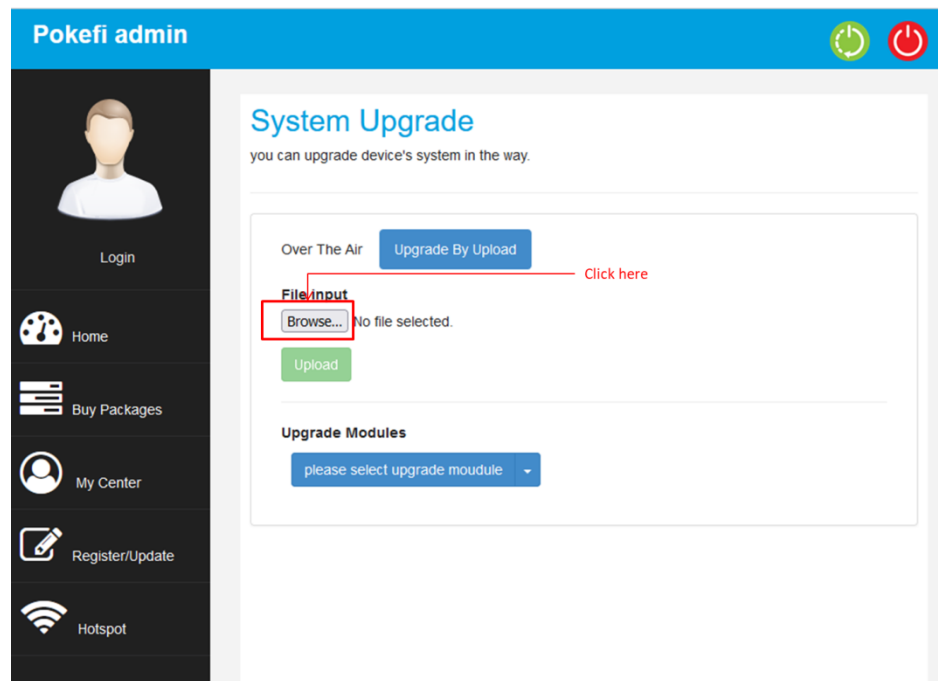 Pokefi admin
Login
Home
Buy Packages
My Center
Register/Update
Hotspot
System Upgrade
you can upgrade device's system in the way.
Over The Air Upgrade By Upload
Click here
File input
Browse... No file selected.
Upload
Upgrade Modules
please select upgrade moudule